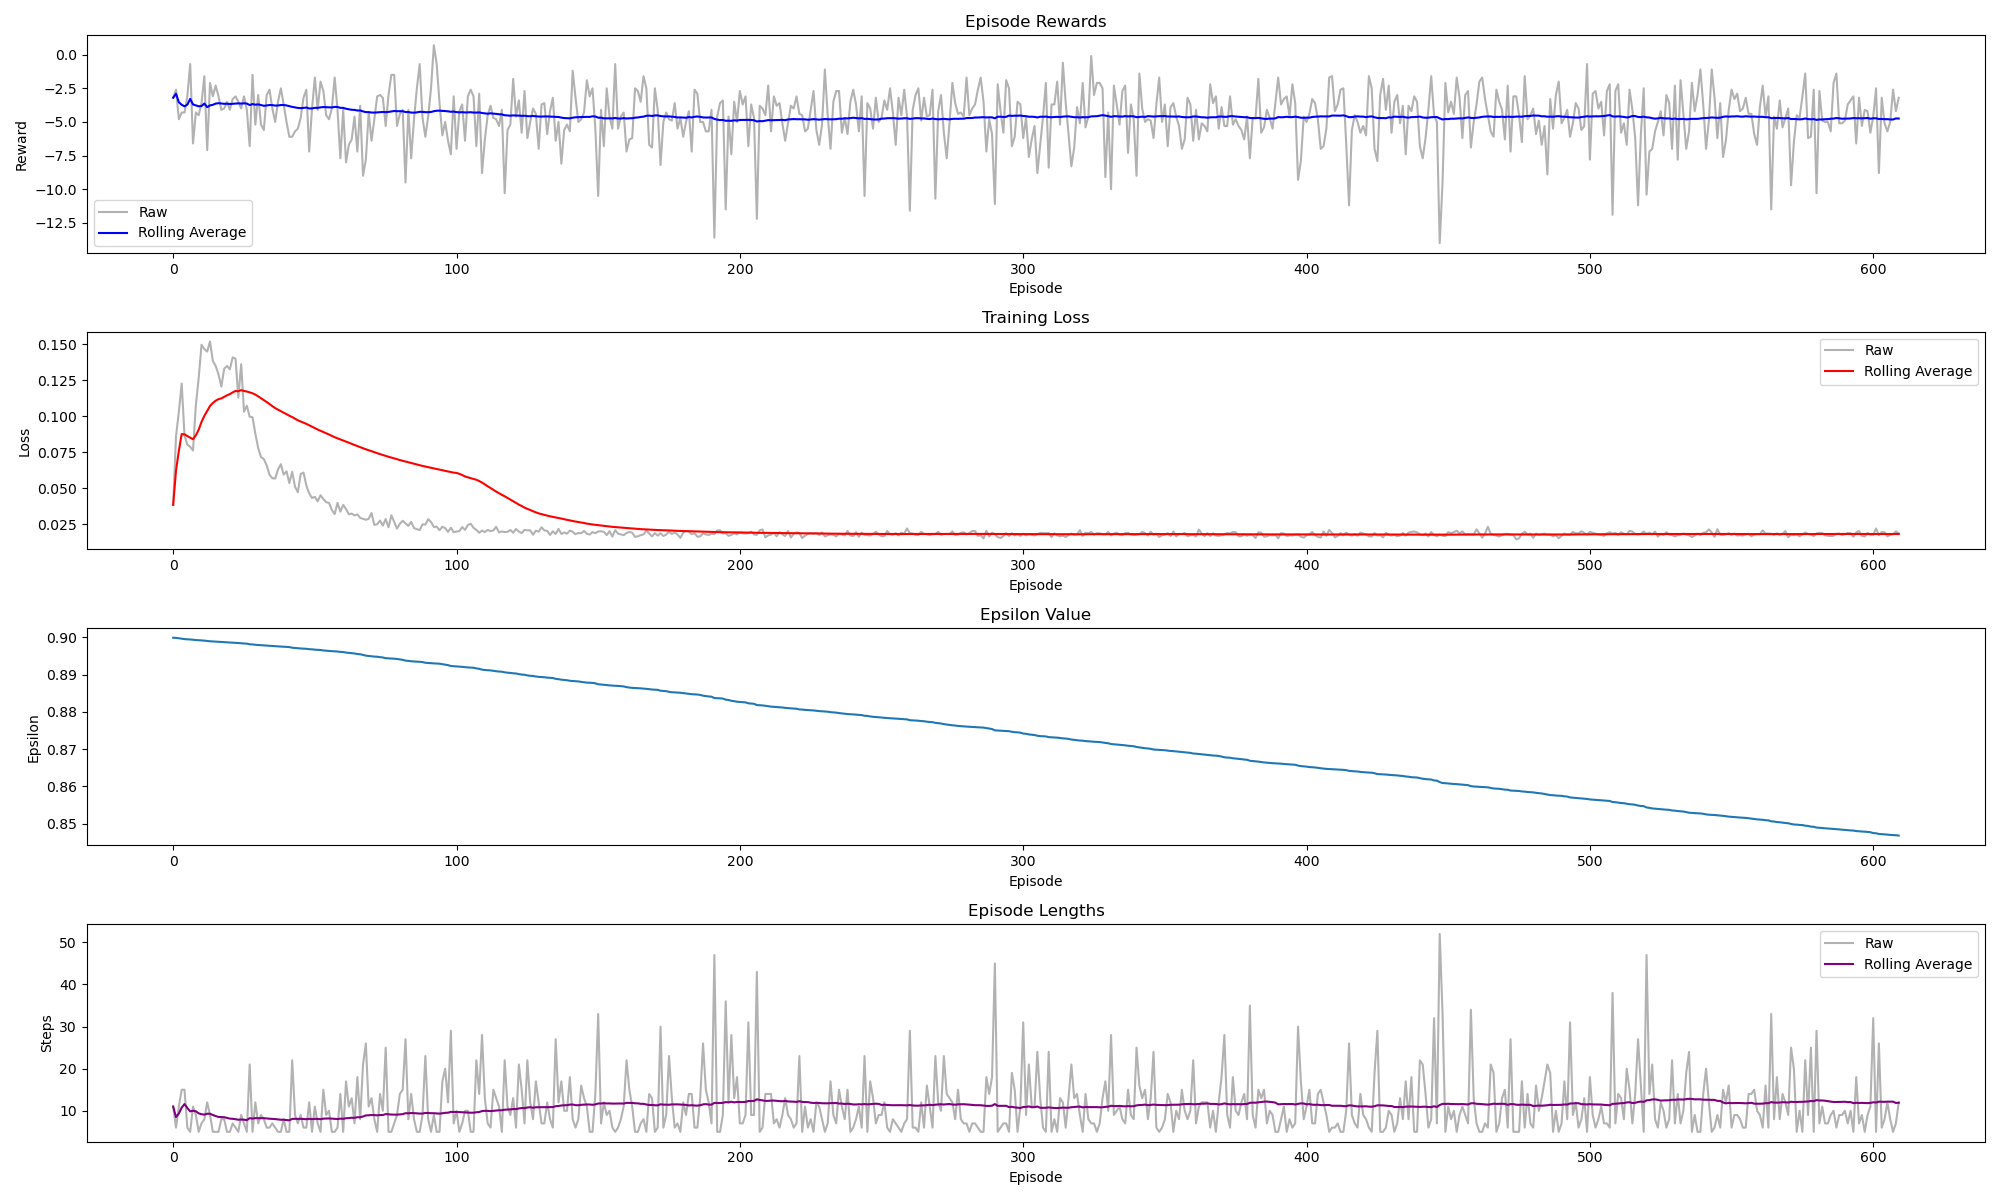 Episode Rewards
Reward
0.0
−2.5
−5.0
−7.5
−10.0
−12.5
Raw
Rolling Average
0 100 200 300 400 500 600
Episode
Training Loss
Loss
0.150
0.125
0.100
0.075
0.050
0.025
Raw
Rolling Average
0 100 200 300 400 500 600
Episode
Epsilon Value
Epsilon
0.90
0.89
0.88
0.87
0.86
0.85
0 100 200 300 400 500 600
Episode
Episode Lengths
Steps
50
40
30
20
10
Raw
Rolling Average
0 100 200 300 400 500 600
Episode